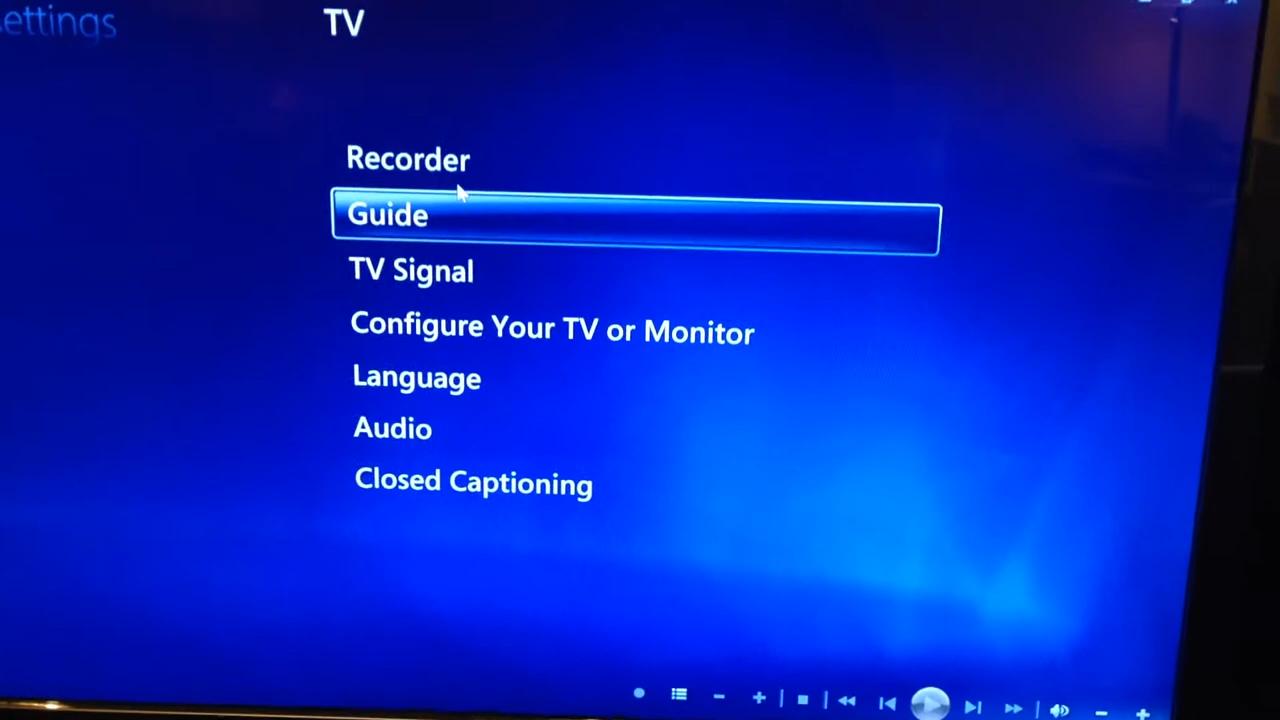 ettings
TV
Recorder
Guide
TV Signal
Configure Your TV or Monitor
Language
Audio
Closed Captioning